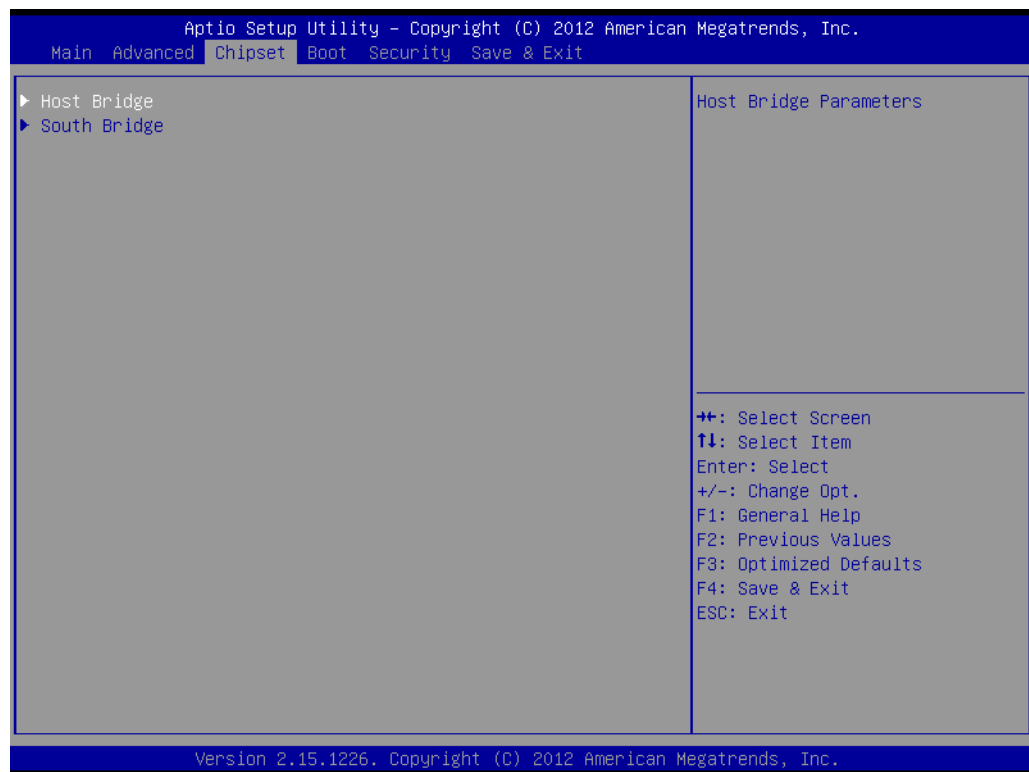 Aptio Setup Utility – Copyright (C) 2012 American Megatrends, Inc.
Main Advanced Chipset Boot Security Save & Exit
▶ Host Bridge
▶ South Bridge
Host Bridge Parameters
→←: Select Screen
↑↓: Select Item
Enter: Select
+/-: Change Opt.
F1: General Help
F2: Previous Values
F3: Optimized Defaults
F4: Save & Exit
ESC: Exit
Version 2.15.1226. Copyright (C) 2012 American Megatrends, Inc.